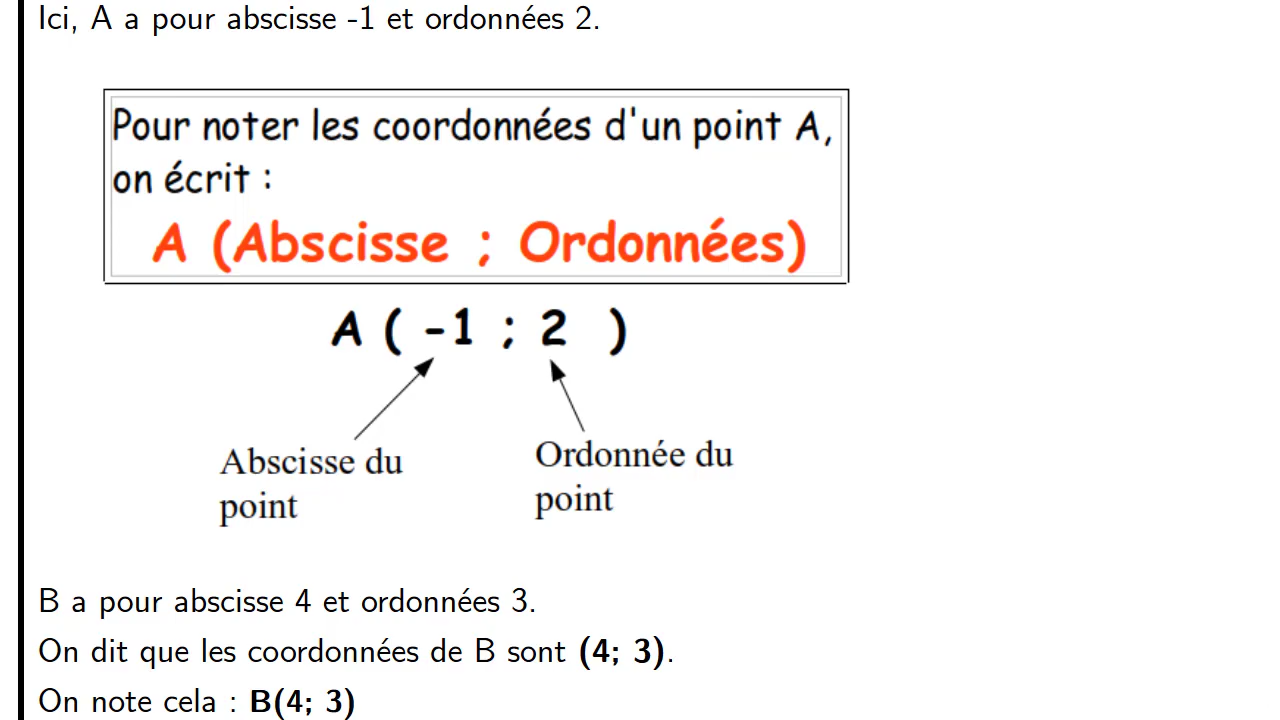 Ici, A a pour abscisse -1 et ordonnées 2.
Pour noter les coordonnées d'un point A,
on écrit :
A (Abscisse ; Ordonnées)
A ( -1 ; 2 )
Abscisse du
point
Ordonnée du
point
B a pour abscisse 4 et ordonnées 3.
On dit que les coordonnées de B sont (4; 3).
On note cela : B(4; 3)